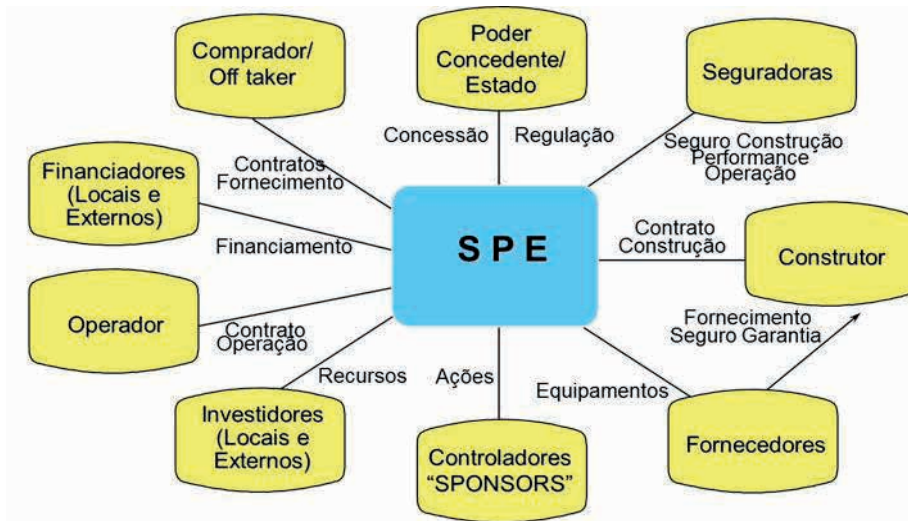 Comprador/
Off taker
Poder
Concedente/
Estado
Seguradoras
Concessão
Regulação
Seguro Construção
Performance
Operação
Contratos
Fornecimento
Financiadores
(Locais e
Externos)
Financiamento
S P E
Contrato
Construção
Construtor
Operador
Contrato
Operação
Fornecimento
Seguro Garantia
Recursos
Ações
Equipamentos
Investidores
(Locais e
Externos)
Controladores
“SPONSORS”
Fornecedores